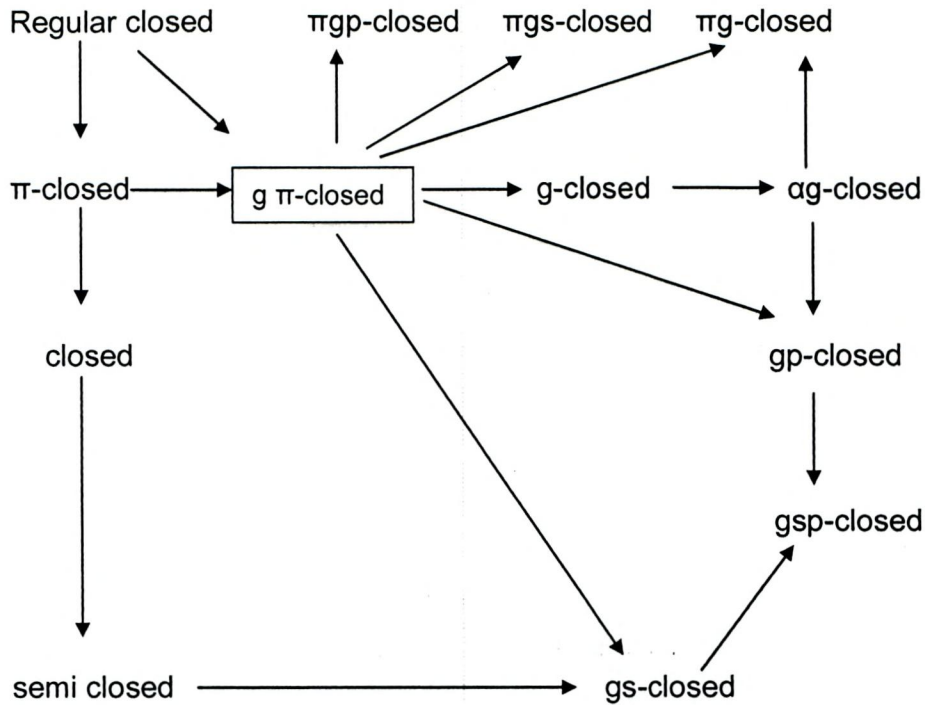 Regular closed πgp-closed πgs-closed πg-closed
π-closed g π-closed g-closed αg-closed
closed gp-closed
gsp-closed
semi closed gs-closed